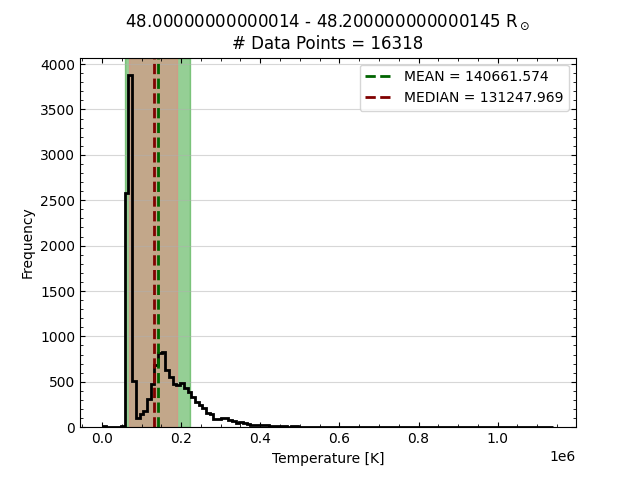 48.00000000000014 - 48.200000000000145 R⊙
# Data Points = 16318
MEAN = 140661.574
MEDIAN = 131247.969
Frequency
4000
3500
3000
2500
2000
1500
1000
500
0
0.0 0.2 0.4 0.6 0.8 1.0
1e6
Temperature [K]